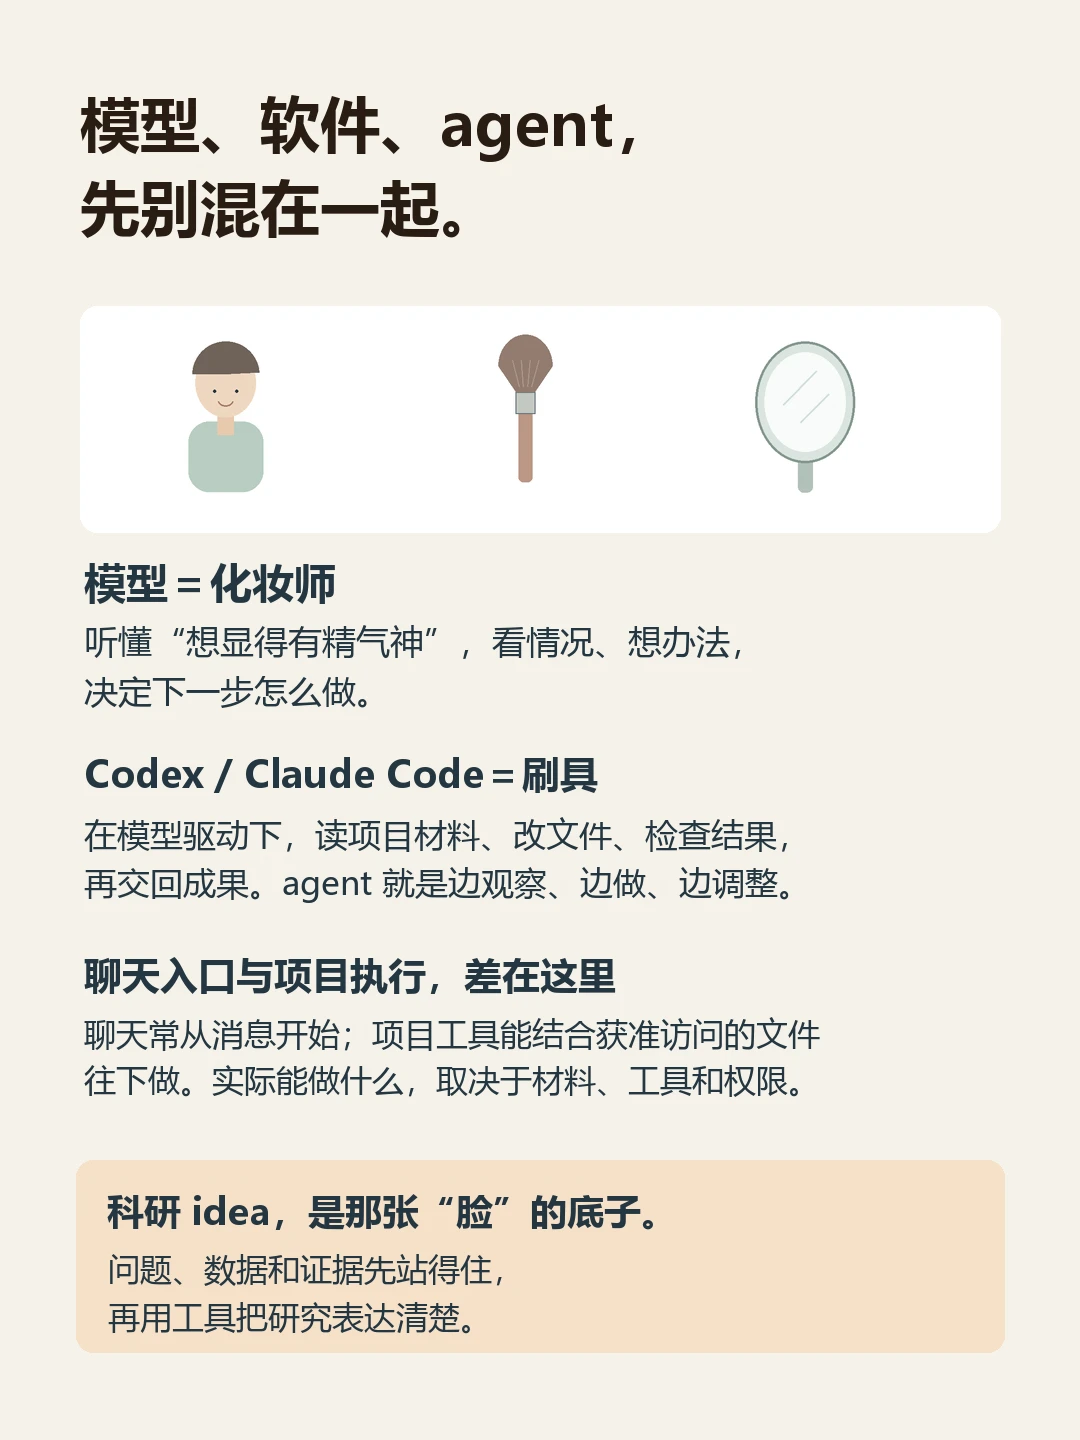 模型、软件、agent，
先别混在一起。
模型＝化妆师
听懂“想显得有精气神”，看情况、想办法，
决定下一步怎么做。
Codex / Claude Code＝刷具
在模型驱动下，读项目材料、改文件、检查结果，
再交回成果。agent 就是边观察、边做、边调整。
聊天入口与项目执行，差在这里
聊天常从消息开始；项目工具能结合获准访问的文件
往下做。实际能做什么，取决于材料、工具和权限。
科研 idea，是那张“脸”的底子。
问题、数据和证据先站得住，
再用工具把研究表达清楚。